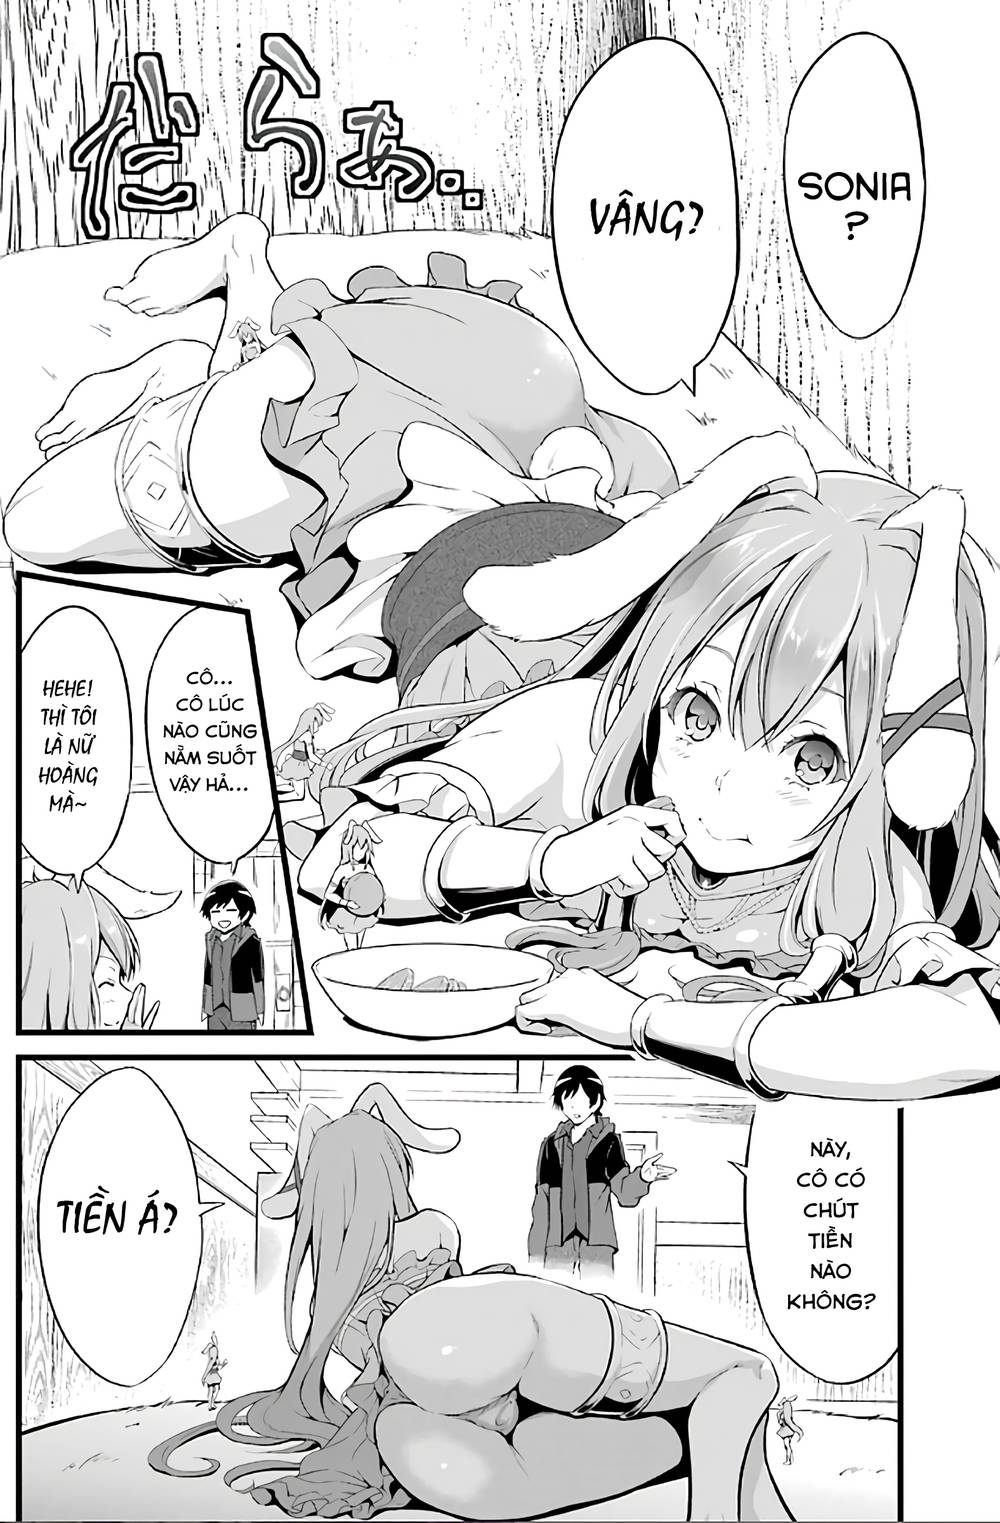 だらぁ..
SONIA
?
VÂNG?
CÔ...
CÔ LÚC
NÀO CŨNG
NẰM SUỐT
VẬY HẢ...
HEHE!
THÌ TÔI
LÀ NỮ
HOÀNG
MÀ~
NÀY,
CÔ CÓ
CHÚT
TIỀN
NÀO
KHÔNG?
TIỀN Á?